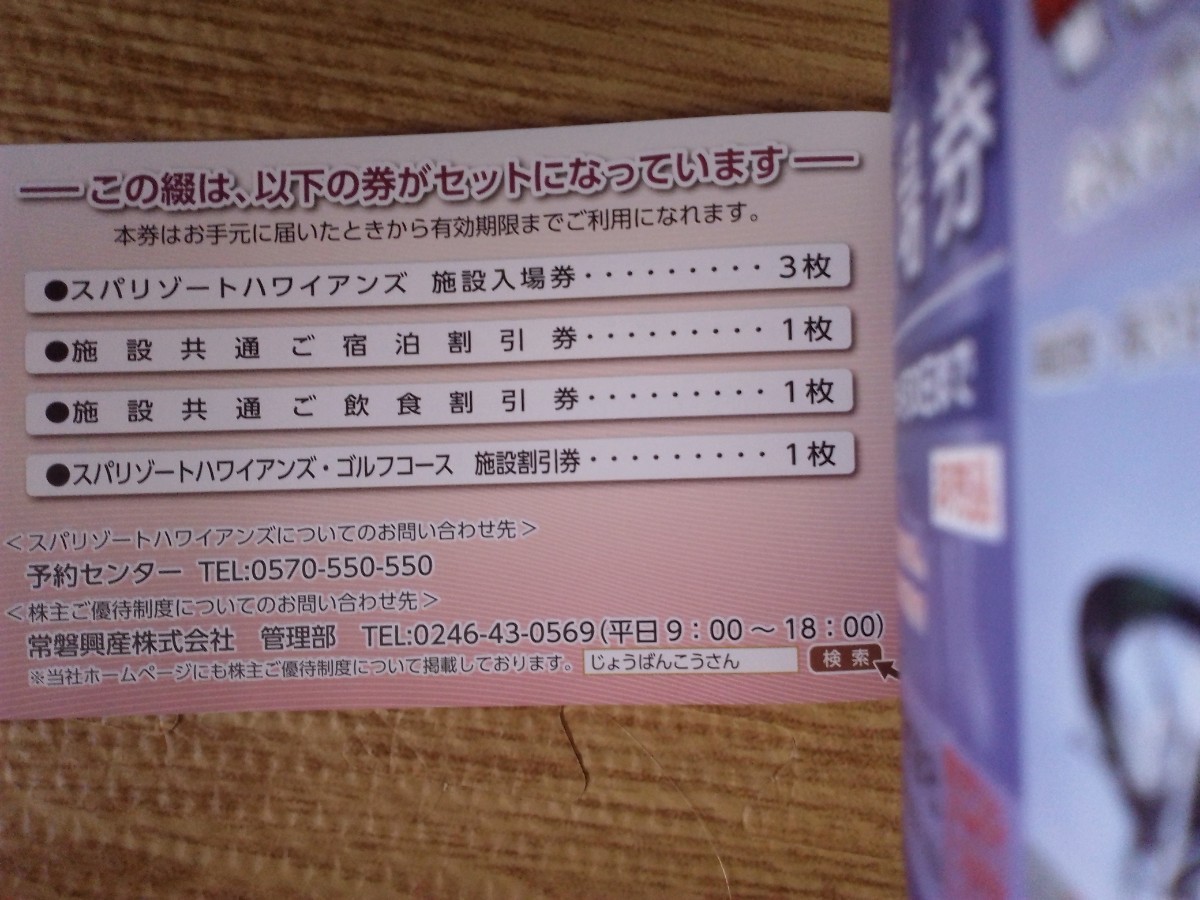 この綴は、以下の券がセットになっています
本券はお手元に届いたときから有効期限までご利用になれます。
●スパリゾートハワイアンズ 施設入場券・・・・・・・・・3枚
●施設共通ご宿泊割引券・・・・・・・・・1枚
●施設共通ご飲食割引券・・・・・・・・・1枚
●スパリゾートハワイアンズ・ゴルフコース 施設割引券・・・・・・・・・1枚
＜スパリゾートハワイアンズについてのお問い合わせ先＞
予約センター TEL:0570-550-550
＜株主ご優待制度についてのお問い合わせ先＞
常磐興産株式会社 管理部 TEL:0246-43-0569(平日9：00～18：00)
※当社ホームページにも株主ご優待制度について掲載しております。 じょうばんこうさん 検索
券